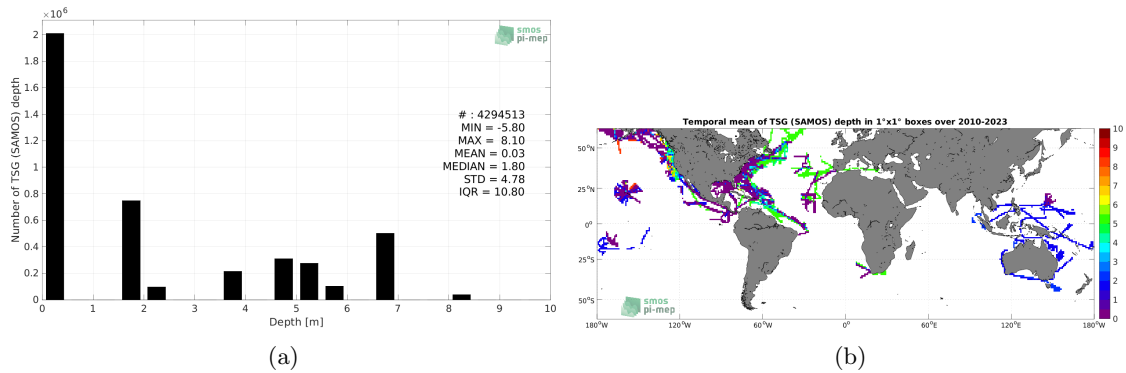 ×10^6
2
1.8
1.6
1.4
1.2
1
0.8
0.6
0.4
0.2
0
Number of TSG (SAMOS) depth
0 1 2 3 4 5 6 7 8 9 10
Depth [m]
smos
pi-mep
# : 4294513
MIN = -5.80
MAX = 8.10
MEAN = 0.03
MEDIAN = 1.80
STD = 4.78
IQR = 10.80
(a)
Temporal mean of TSG (SAMOS) depth in 1°x1° boxes over 2010-2023
50°N
25°N
0°
25°S
50°S
180°W 120°W 60°W 0° 60°E 120°E 180°W
10
9
8
7
6
5
4
3
2
1
0
smos
pi-mep
(b)